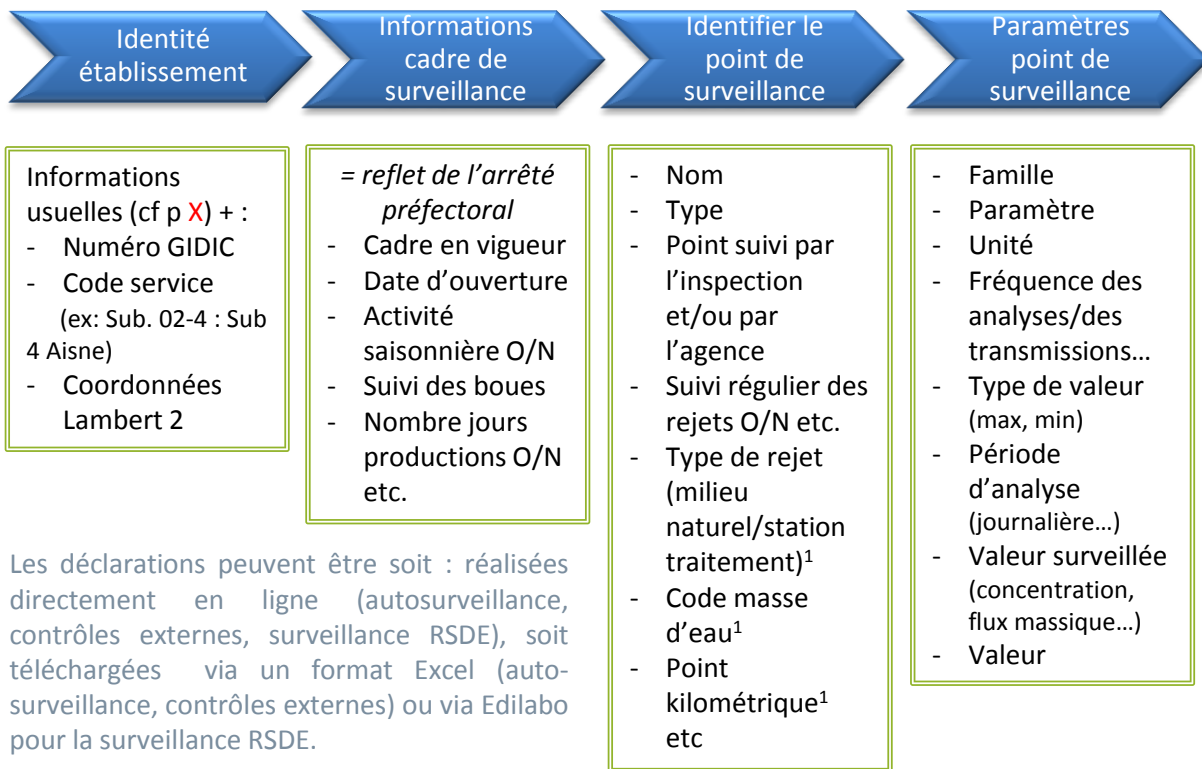 Identité
établissement
Informations
cadre de
surveillance
Identifier le
point de
surveillance
Paramètres
point de
surveillance
Informations
usuelles (cf p X) + :
- Numéro GIDIC
- Code service
(ex: Sub. 02-4 : Sub
4 Aisne)
- Coordonnées
Lambert 2
= reflet de l'arrêté
préfectoral
- Cadre en vigueur
- Date d'ouverture
- Activité
saisonnière O/N
- Suivi des boues
- Nombre jours
productions O/N
etc.
- Nom
- Type
- Point suivi par
l'inspection
et/ou par
l'agence
- Suivi régulier des
rejets O/N etc.
- Type de rejet
(milieu
naturel/station
traitement)¹
- Code masse
d'eau¹
- Point
kilométrique¹
etc
- Famille
- Paramètre
- Unité
- Fréquence des
analyses/des
transmissions…
- Type de valeur
(max, min)
- Période
d'analyse
(journalière…)
- Valeur surveillée
(concentration,
flux massique…)
- Valeur
Les déclarations peuvent être soit : réalisées
directement en ligne (autosurveillance,
contrôles externes, surveillance RSDE), soit
téléchargées via un format Excel (auto-
surveillance, contrôles externes) ou via Edilabo
pour la surveillance RSDE.